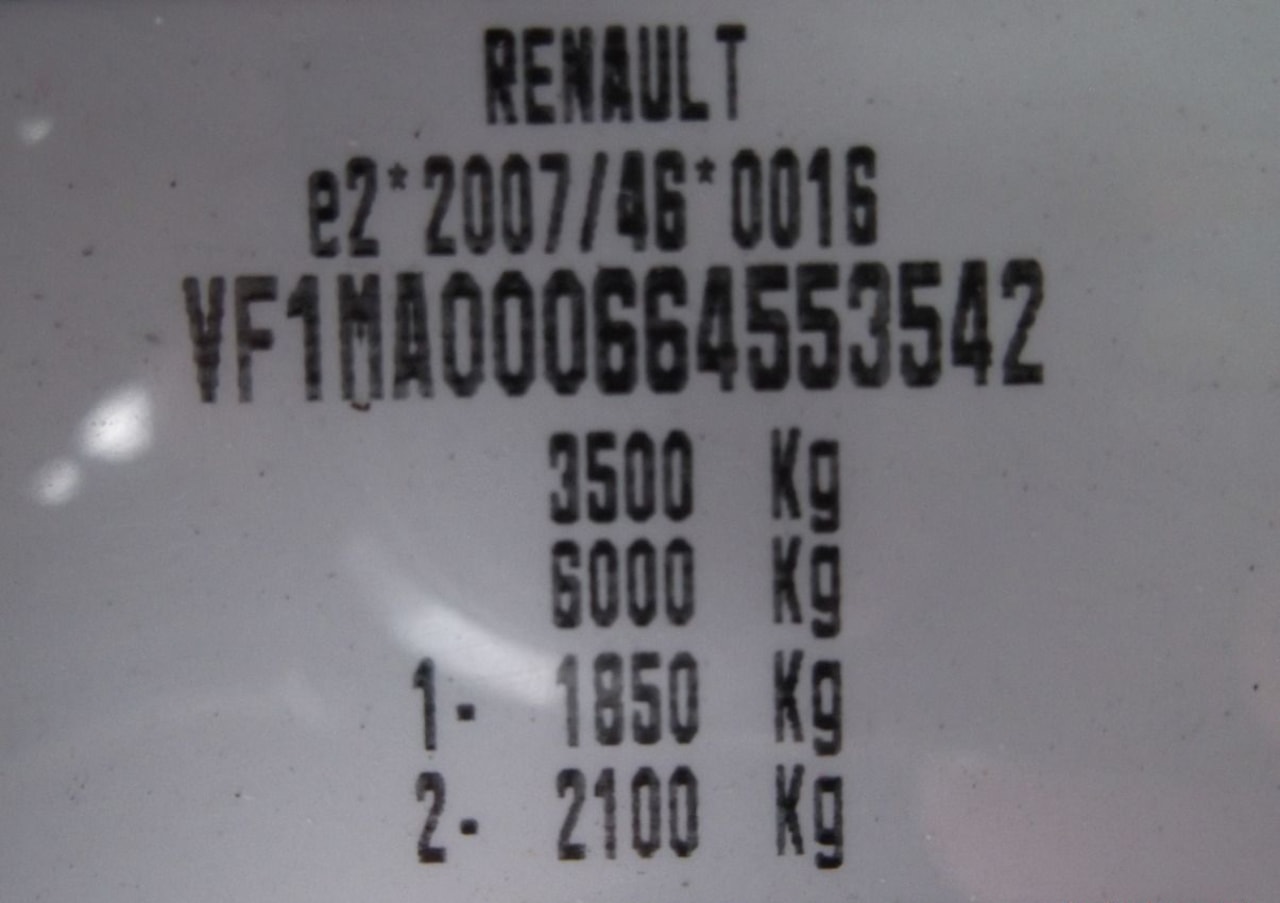 RENAULT
e2*2007/46*0016
VF1MA000664553542
3500 Kg
6000 Kg
1- 1850 Kg
2- 2100 Kg